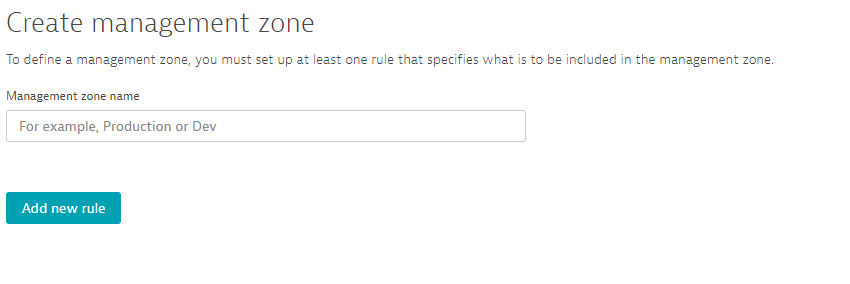 Create management zone
To define a management zone, you must set up at least one rule that specifies what is to be included in the management zone.
Management zone name
For example, Production or Dev
Add new rule